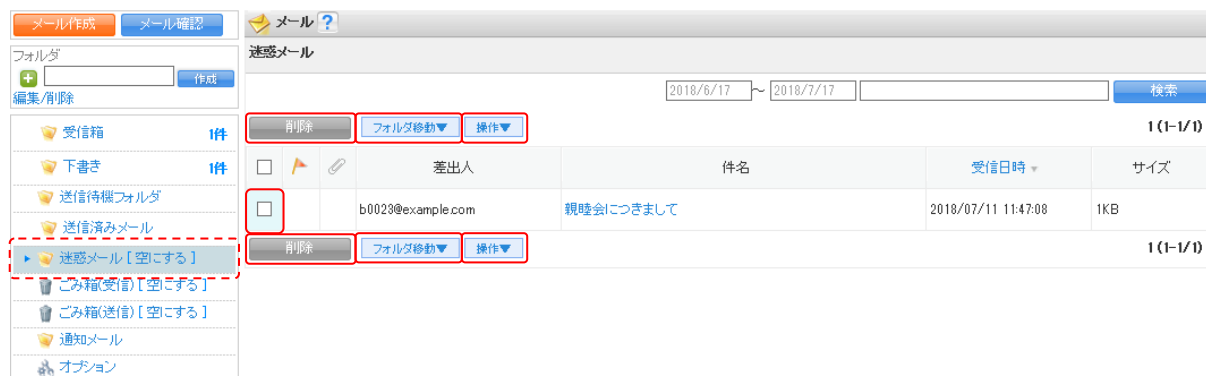 メール作成 メール確認
フォルダ
作成
編集/削除
受信箱 1件
下書き 1件
送信待機フォルダ
送信済みメール
迷惑メール [ 空にする ]
ごみ箱(受信) [ 空にする ]
ごみ箱(送信) [ 空にする ]
通知メール
オプション
メール ?
迷惑メール
2018/6/17 ～ 2018/7/17 検索
削除 フォルダ移動▼ 操作▼ 1 (1-1/1)
差出人 件名 受信日時 サイズ
b0023@example.com 親睦会につきまして 2018/07/11 11:47:08 1KB
削除 フォルダ移動▼ 操作▼ 1 (1-1/1)